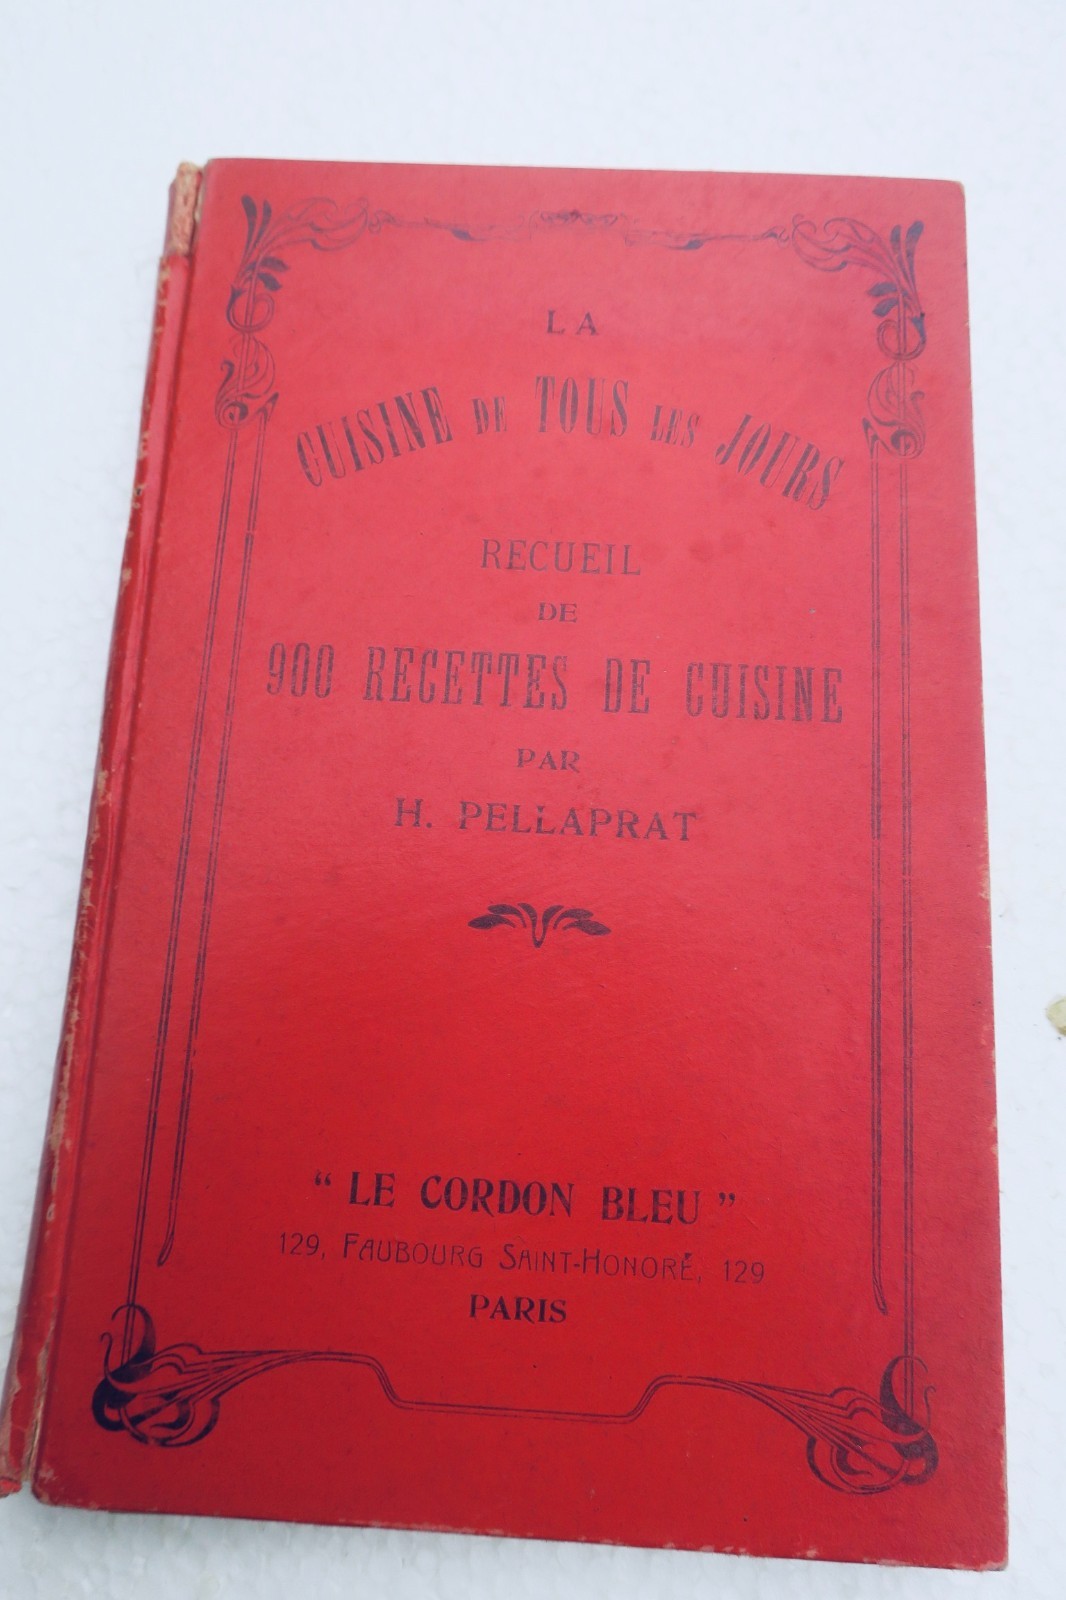 LA
CUISINE DE TOUS LES JOURS
RECUEIL
DE
900 RECETTES DE CUISINE
PAR
H. PELLAPRAT
“ LE CORDON BLEU ”
129, FAUBOURG SAINT-HONORÉ, 129
PARIS